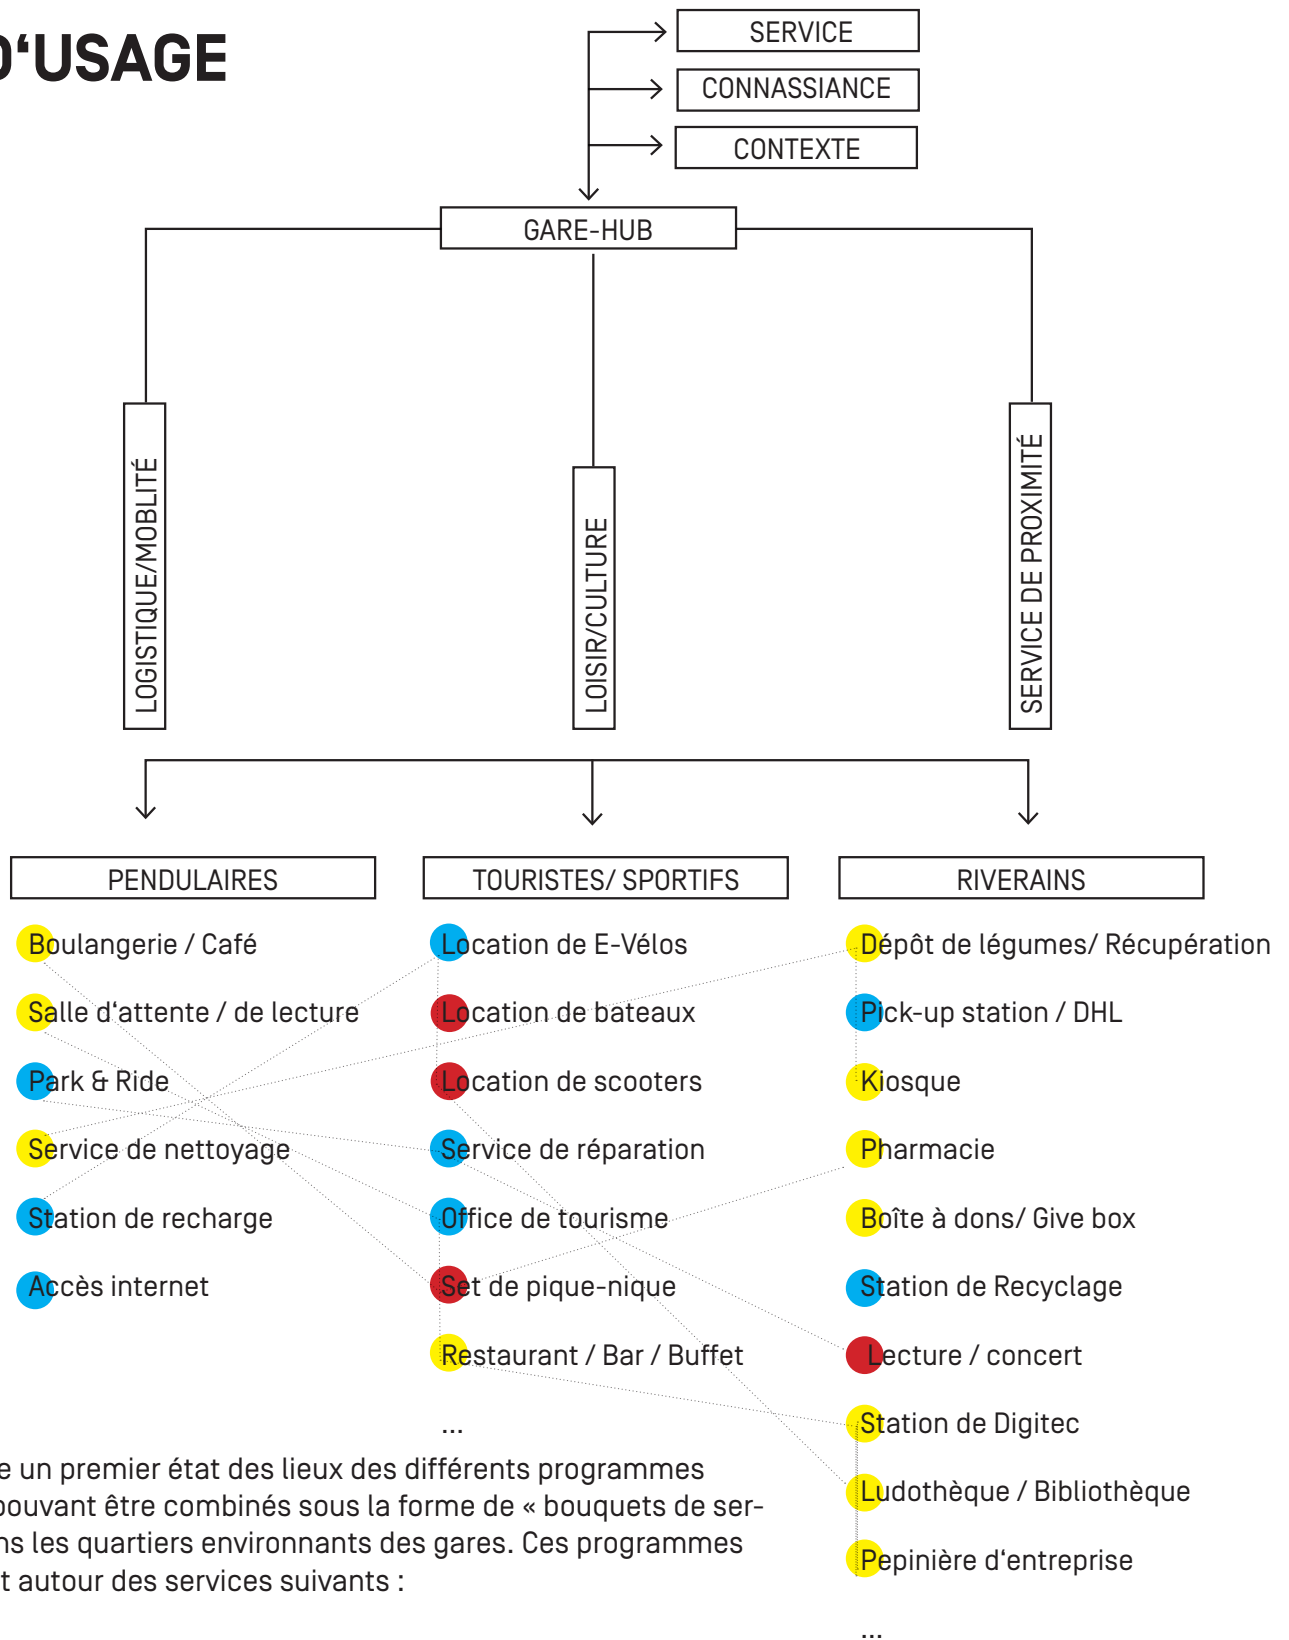 D‘USAGE
SERVICE
CONNASSIANCE
CONTEXTE
GARE-HUB
LOGISTIQUE/MOBLITÉ
LOISIR/CULTURE
SERVICE DE PROXIMITÉ
PENDULAIRES
Boulangerie / Café
Salle d‘attente / de lecture
Park & Ride
Service de nettoyage
Station de recharge
Accès internet
TOURISTES/ SPORTIFS
Location de E-Vélos
Location de bateaux
Location de scooters
Service de réparation
Office de tourisme
Set de pique-nique
Restaurant / Bar / Buffet
...
RIVERAINS
Dépôt de légumes/ Récupération
Pick-up station / DHL
Kiosque
Pharmacie
Boîte à dons/ Give box
Station de Recyclage
Lecture / concert
Station de Digitec
Ludothèque / Bibliothèque
Pepinière d‘entreprise
...
e un premier état des lieux des différents programmes
pouvant être combinés sous la forme de « bouquets de ser-
ns les quartiers environnants des gares. Ces programmes
t autour des services suivants :